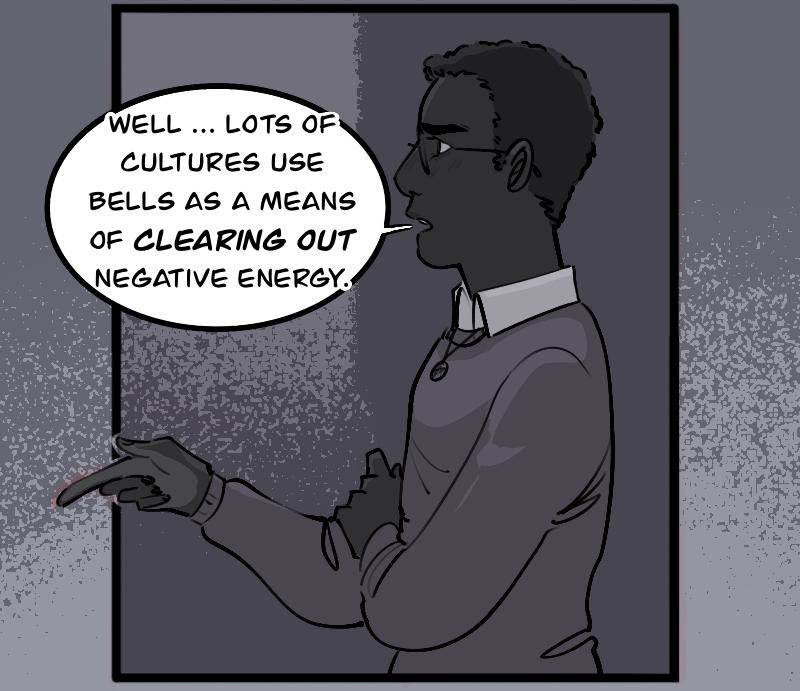 WELL ... LOTS OF
CULTURES USE
BELLS AS A MEANS
OF CLEARING OUT
NEGATIVE ENERGY.